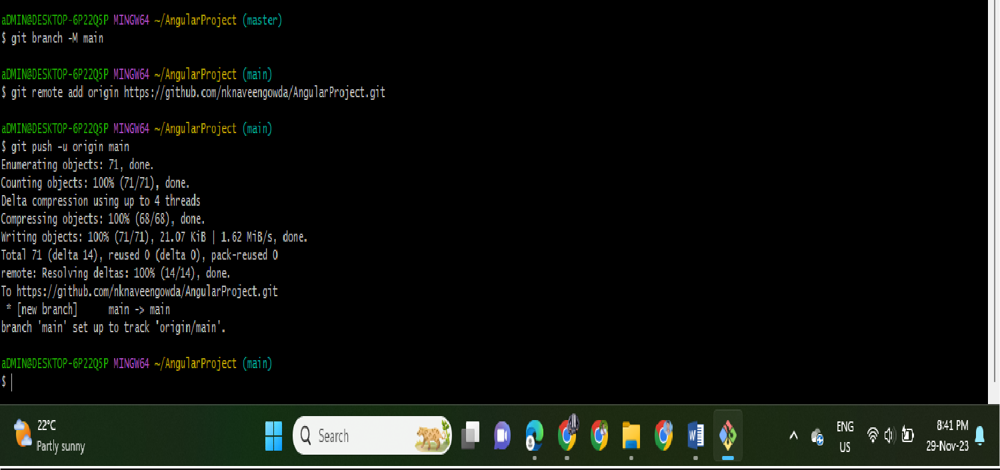 aDMIN@DESKTOP-6P22Q5P MINGW64 ~/AngularProject (master)
$ git branch -M main
aDMIN@DESKTOP-6P22Q5P MINGW64 ~/AngularProject (main)
$ git remote add origin https://github.com/nknaveengowda/AngularProject.git
aDMIN@DESKTOP-6P22Q5P MINGW64 ~/AngularProject (main)
$ git push -u origin main
Enumerating objects: 71, done.
Counting objects: 100% (71/71), done.
Delta compression using up to 4 threads
Compressing objects: 100% (68/68), done.
Writing objects: 100% (71/71), 21.07 KiB | 1.62 MiB/s, done.
Total 71 (delta 14), reused 0 (delta 0), pack-reused 0
remote: Resolving deltas: 100% (14/14), done.
To https://github.com/nknaveengowda/AngularProject.git
 * [new branch]      main -> main
branch 'main' set up to track 'origin/main'.
aDMIN@DESKTOP-6P22Q5P MINGW64 ~/AngularProject (main)
$
22°C
Partly sunny
Search
W
ENG
US
8:41 PM
29-Nov-23